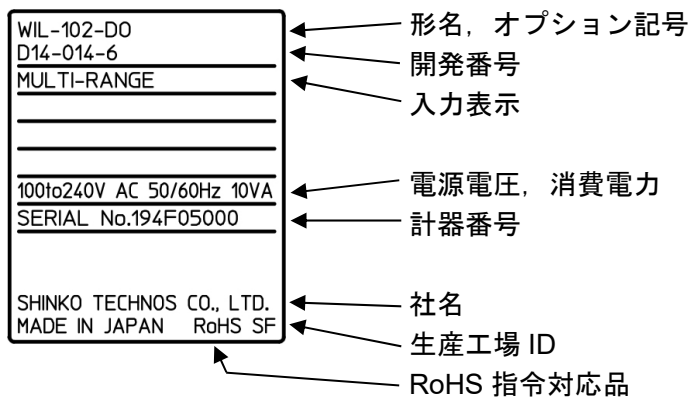 WIL-102-DO
D14-014-6
MULTI-RANGE
100to240V AC 50/60Hz 10VA
SERIAL No.194F05000
SHINKO TECHNOS CO., LTD.
MADE IN JAPAN RoHS SF
形名，オプション記号
開発番号
入力表示
電源電圧，消費電力
計器番号
社名
生産工場 ID
RoHS 指令対応品